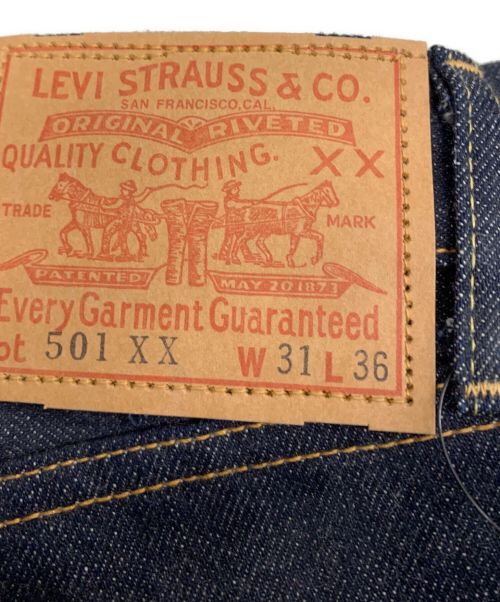 LEVI STRAUSS & CO.
SAN FRANCISCO, CAL.
ORIGINAL RIVETED
QUALITY CLOTHING. XX
TRADE MARK
PATENTED MAY 20 1873
Every Garment Guaranteed
ot 501 XX W 31 L 36